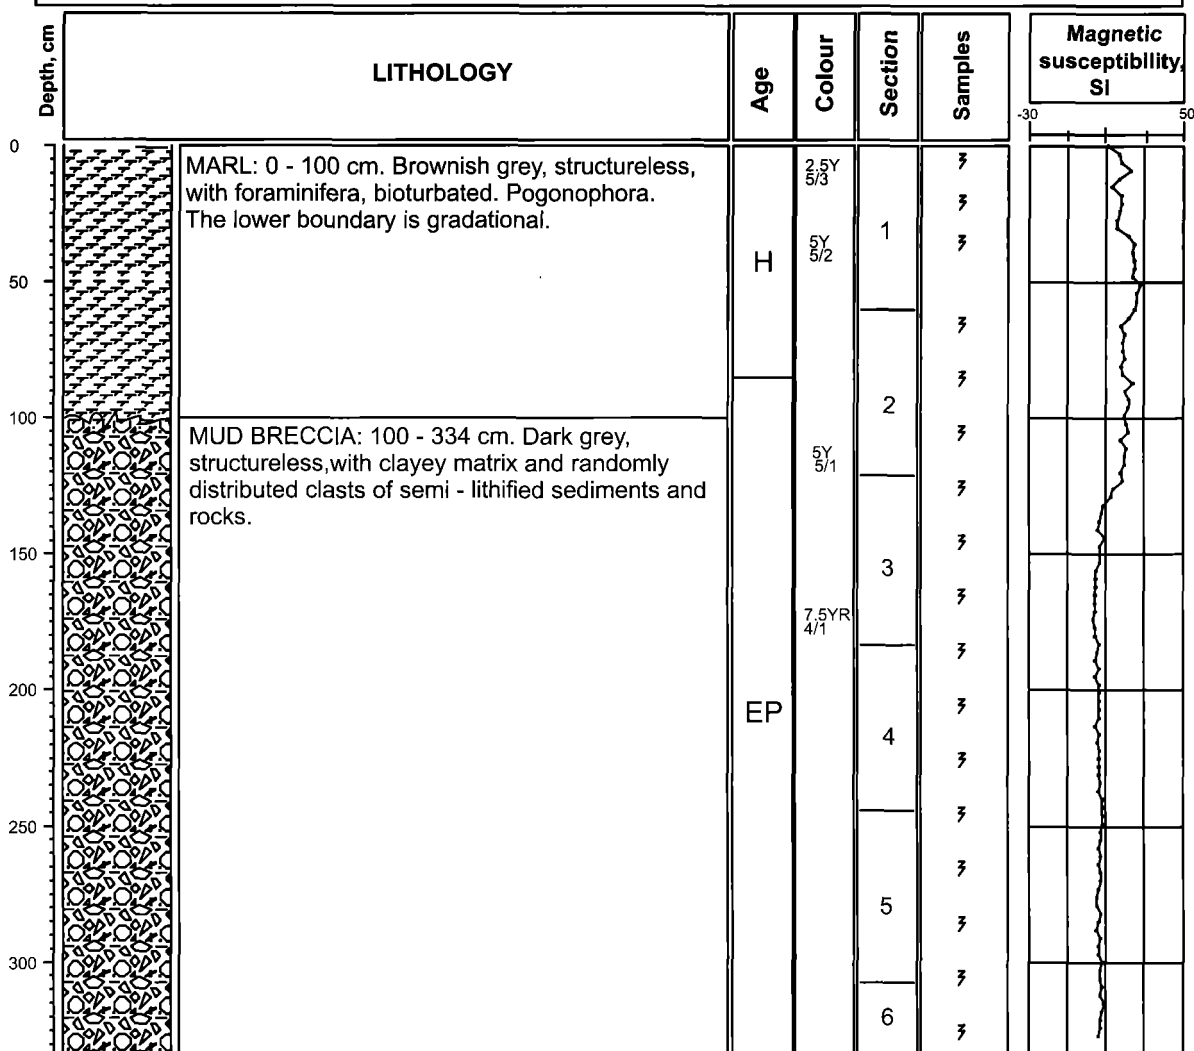 Depth, cm
LITHOLOGY
Age
Colour
Section
Samples
Magnetic
susceptibility,
SI
-30
50
0
50
100
150
200
250
300
MARL: 0 - 100 cm. Brownish grey, structureless,
with foraminifera, bioturbated. Pogonophora.
The lower boundary is gradational.
MUD BRECCIA: 100 - 334 cm. Dark grey,
structureless,with clayey matrix and randomly
distributed clasts of semi - lithified sediments and
rocks.
H
EP
2.5Y
5/3
5Y
5/2
5Y
5/1
7.5YR
4/1
1
2
3
4
5
6